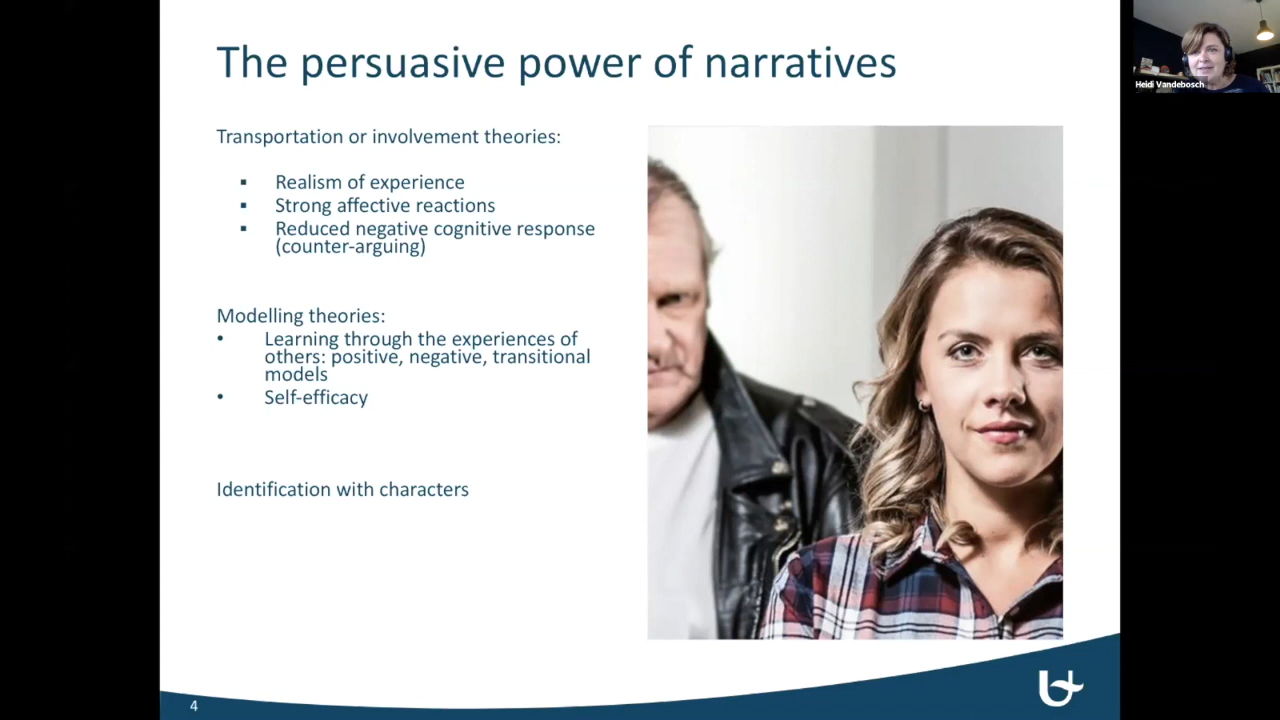 The persuasive power of narratives
Heidi Vandebosch
Transportation or involvement theories:
▪ Realism of experience
▪ Strong affective reactions
▪ Reduced negative cognitive response
(counter-arguing)
Modelling theories:
• Learning through the experiences of
others: positive, negative, transitional
models
• Self-efficacy
Identification with characters
4